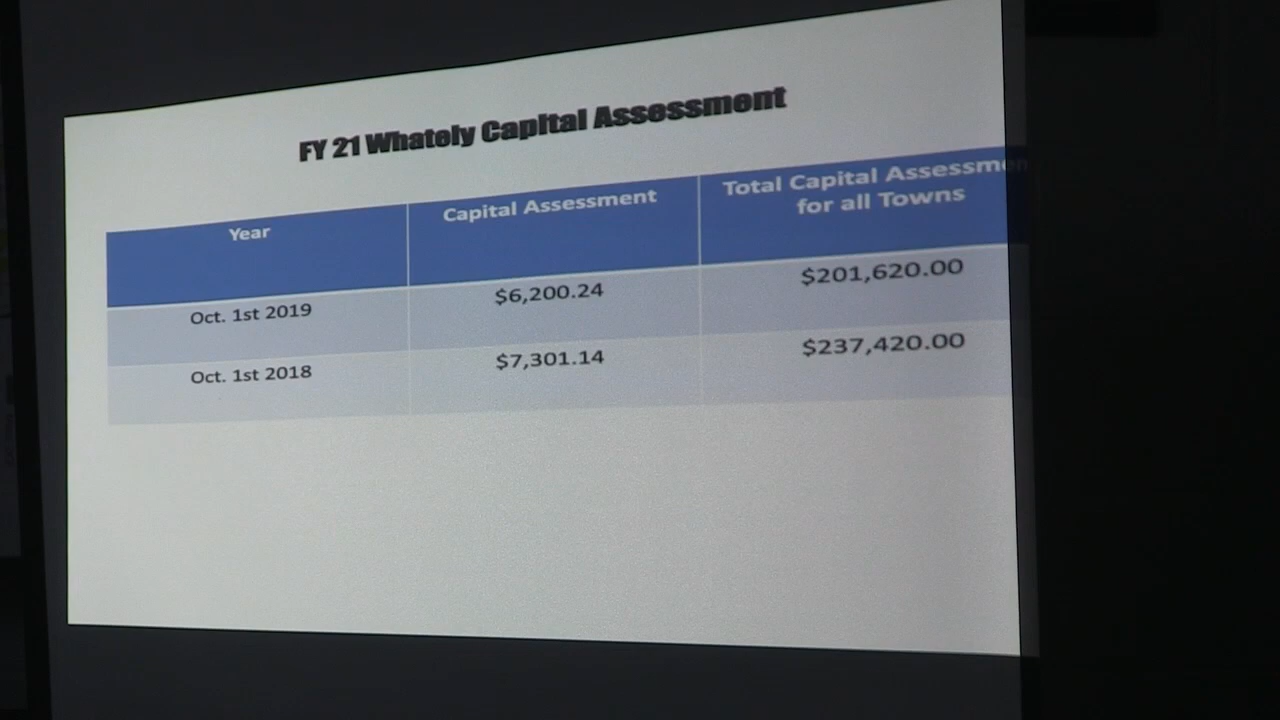 FY 21 Whately Capital Assessment
Year
Capital Assessment
Total Capital Assessment
for all Towns
Oct. 1st 2019
$6,200.24
$201,620.00
Oct. 1st 2018
$7,301.14
$237,420.00